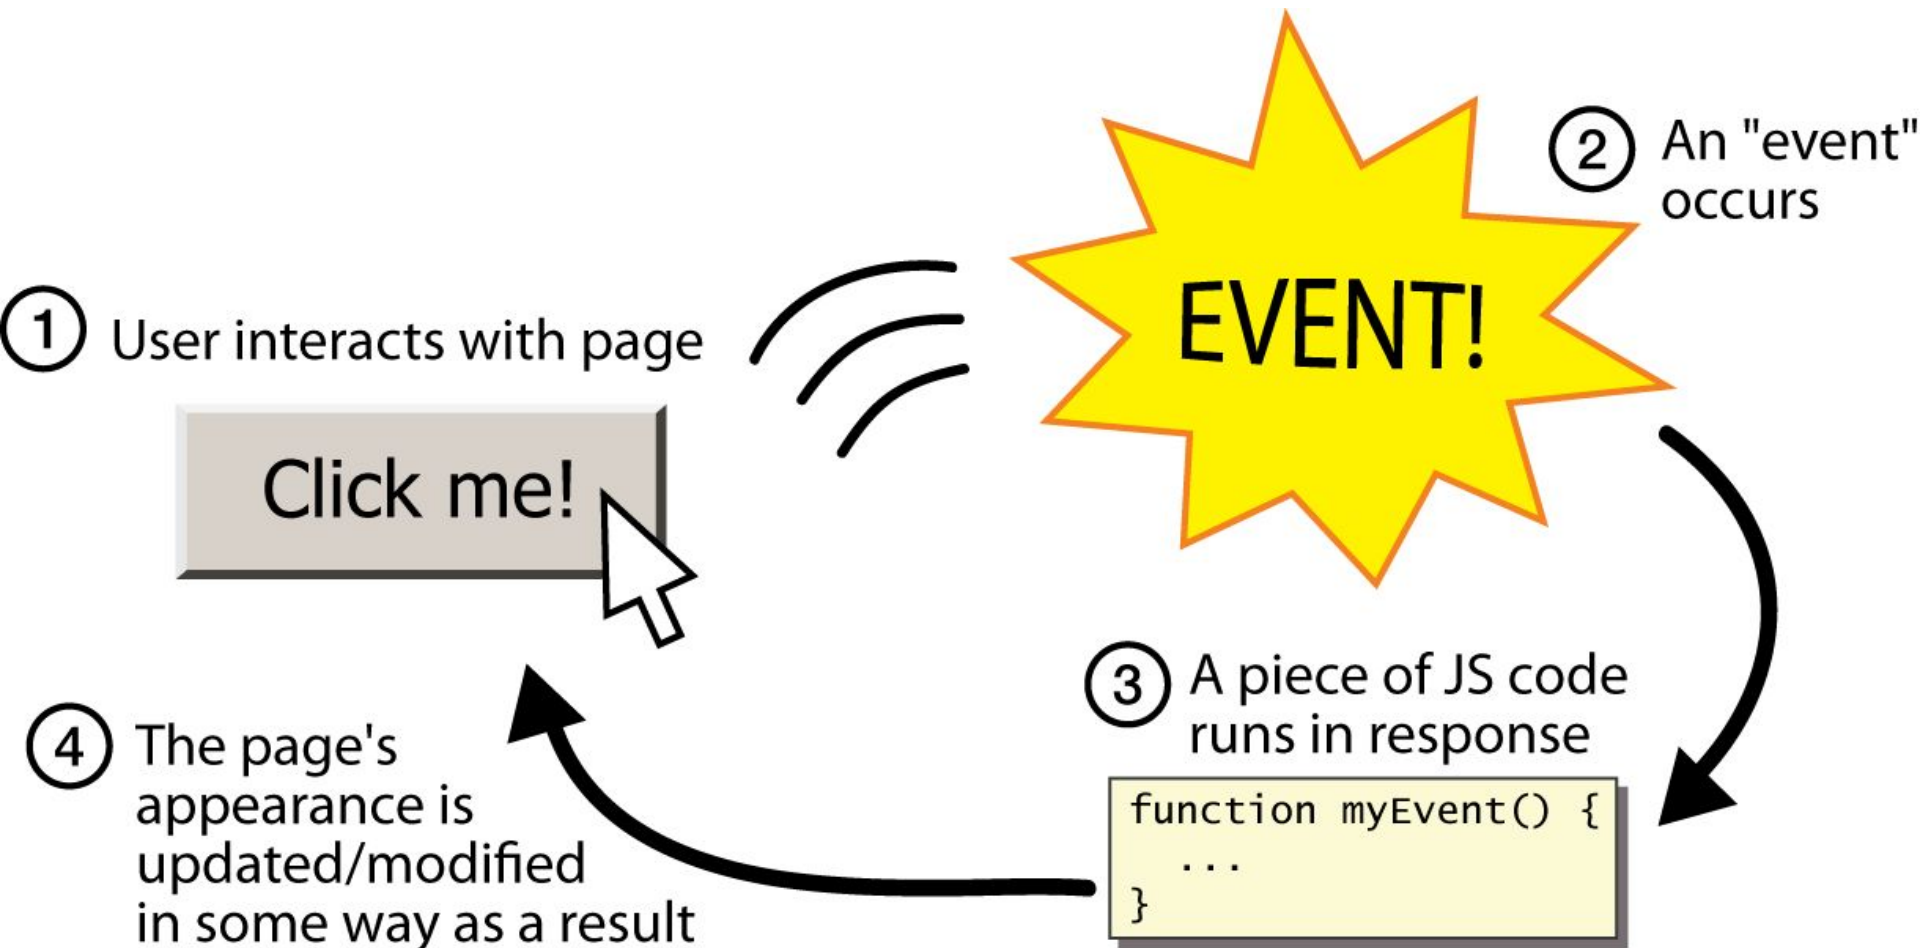 1 User interacts with page
Click me!
EVENT!
2 An "event"
occurs
3 A piece of JS code
runs in response
function myEvent() {
...
}
4 The page's
appearance is
updated/modified
in some way as a result